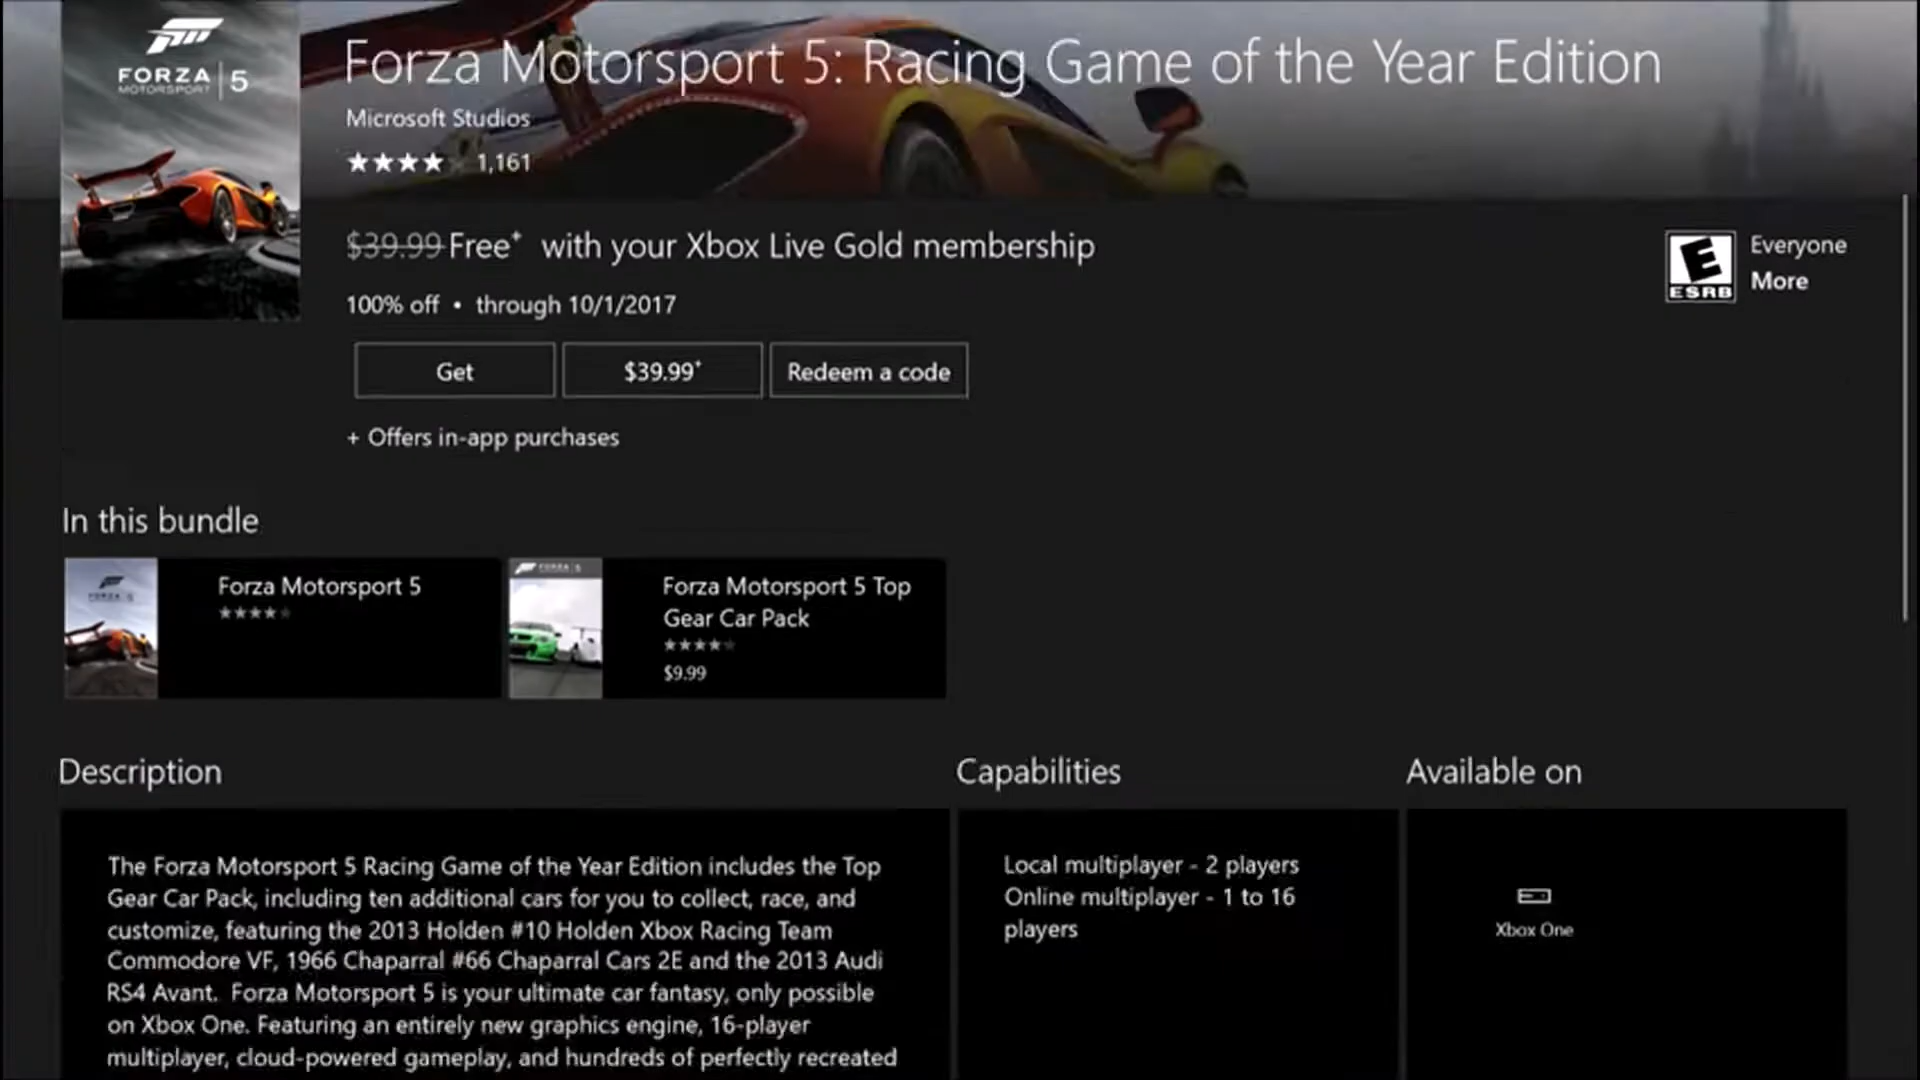 FORZA
MOTORSPORT 5
Forza Motorsport 5: Racing Game of the Year Edition
Microsoft Studios
1,161
$39.99 Free+ with your Xbox Live Gold membership
100% off • through 10/1/2017
Get
$39.99+
Redeem a code
+ Offers in-app purchases
E
ESRB
Everyone
More
In this bundle
Forza Motorsport 5
Forza Motorsport 5 Top
Gear Car Pack
$9.99
Description
The Forza Motorsport 5 Racing Game of the Year Edition includes the Top
Gear Car Pack, including ten additional cars for you to collect, race, and
customize, featuring the 2013 Holden #10 Holden Xbox Racing Team
Commodore VF, 1966 Chaparral #66 Chaparral Cars 2E and the 2013 Audi
RS4 Avant. Forza Motorsport 5 is your ultimate car fantasy, only possible
on Xbox One. Featuring an entirely new graphics engine, 16-player
multiplayer, cloud-powered gameplay, and hundreds of perfectly recreated
Capabilities
Local multiplayer - 2 players
Online multiplayer - 1 to 16
players
Available on
Xbox One